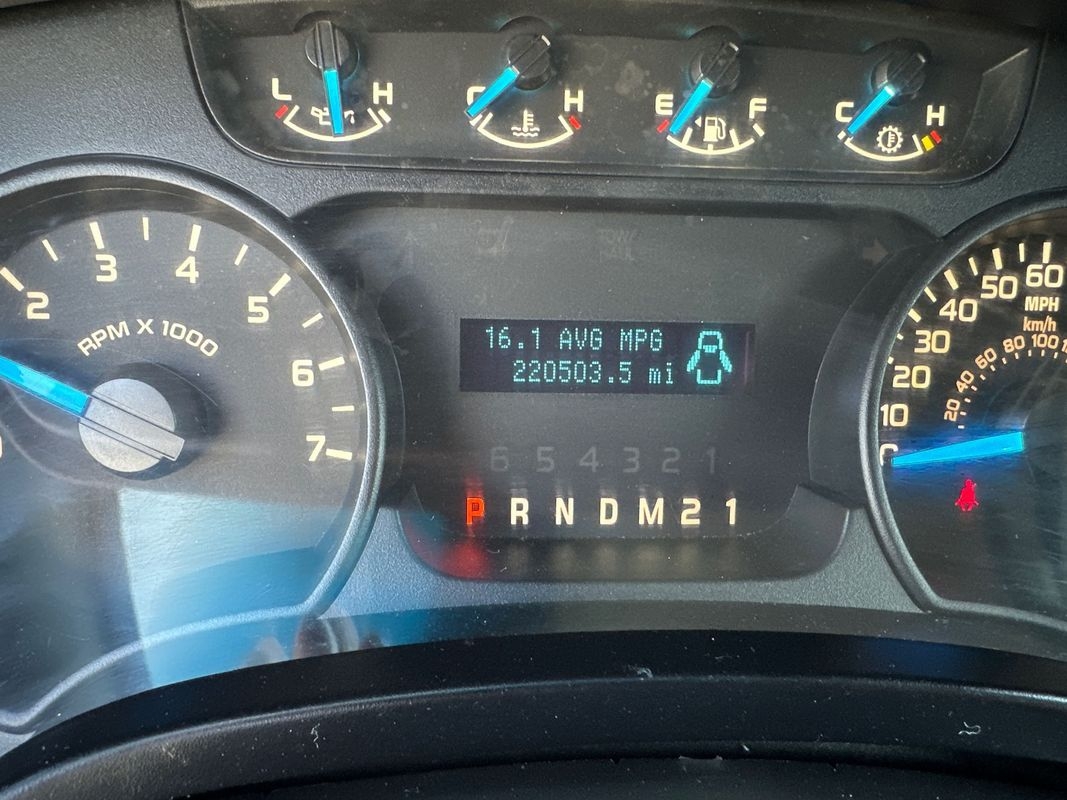 L H C H E F C H
2 3 4 5 6 7
RPM X 1000
16.1 AVG MPG
220503.5 mi
6 5 4 3 2 1
P R N D M 2 1
0 10 20 30 40 50 60
MPH
km/h
20 40 60 80 100